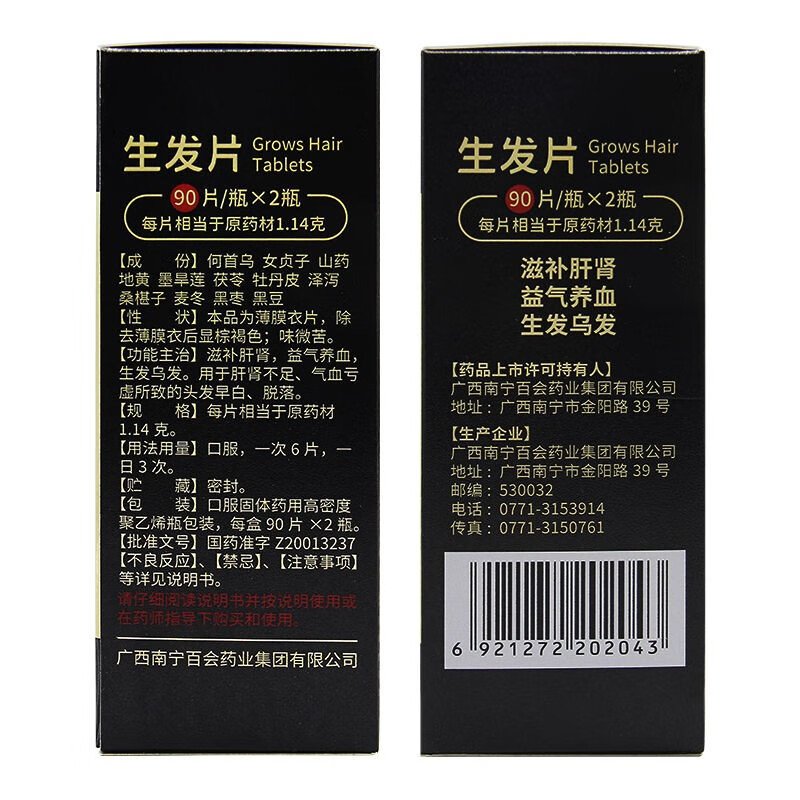 生发片 Grows Hair Tablets
90片/瓶×2瓶
每片相当于原药材1.14克
【成 份】何首乌 女贞子 山药
地黄 墨旱莲 茯苓 牡丹皮 泽泻
桑椹子 麦冬 黑枣 黑豆
【性 状】本品为薄膜衣片，除
去薄膜衣后显棕褐色；味微苦。
【功能主治】滋补肝肾，益气养血，
生发乌发。用于肝肾不足、气血亏
虚所致的头发早白、脱落。
【规 格】每片相当于原药材
1.14 克。
【用法用量】口服，一次 6 片，一
日 3 次。
【贮 藏】密封。
【包 装】口服固体药用高密度
聚乙烯瓶包装，每盒 90 片 ×2 瓶。
【批准文号】国药准字 Z20013237
【不良反应】、【禁忌】、【注意事项】
等详见说明书。
请仔细阅读说明书并按说明使用或
在药师指导下购买和使用。
广西南宁百会药业集团有限公司
生发片 Grows Hair Tablets
90片/瓶×2瓶
每片相当于原药材1.14克
滋补肝肾
益气养血
生发乌发
【药品上市许可持有人】
广西南宁百会药业集团有限公司
地址：广西南宁市金阳路 39 号
【生产企业】
广西南宁百会药业集团有限公司
地址：广西南宁市金阳路 39 号
邮编：530032
电话：0771-3153914
传真：0771-3150761
6 921272 202043